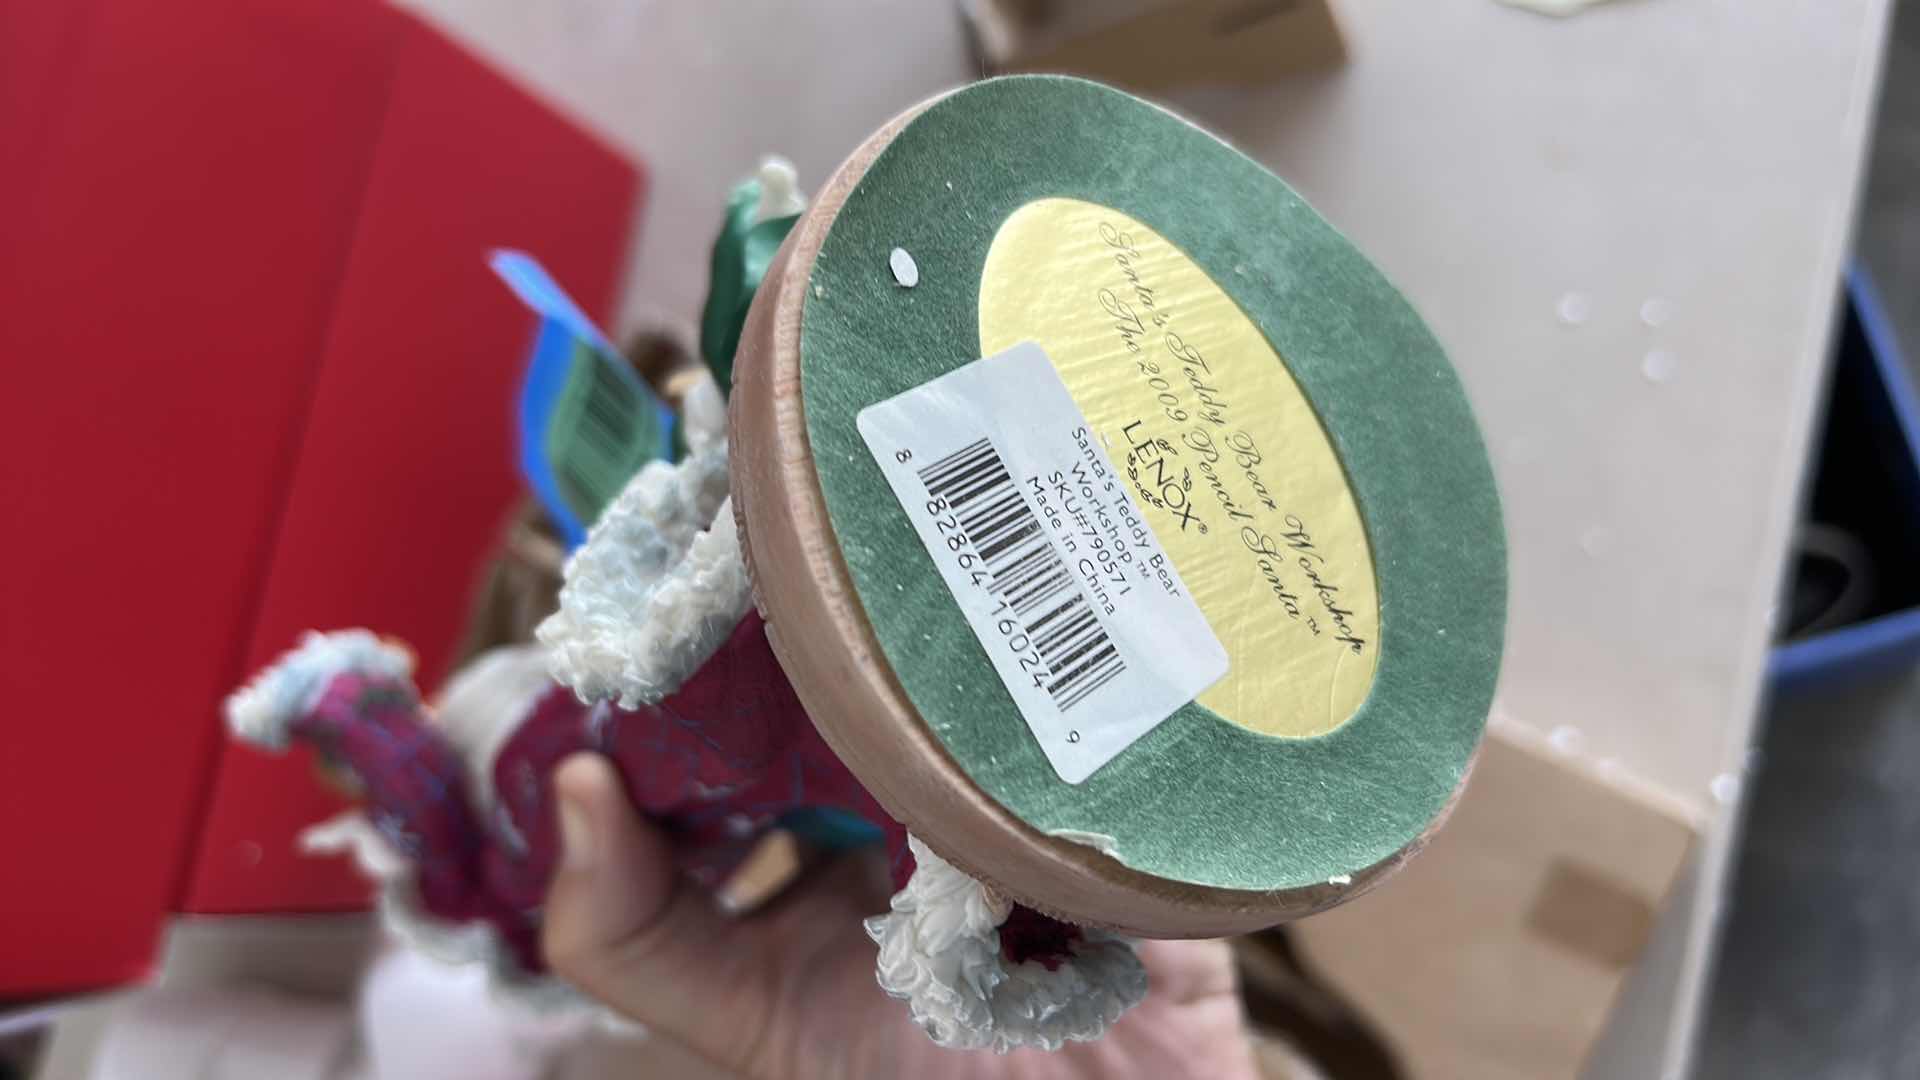 Santa's Teddy Bear Workshop
The 2009 Pencil Santa™
of
LENOX®
Santa's Teddy Bear
Workshop™
SKU#790571
Made in China
8 82864 16024 9